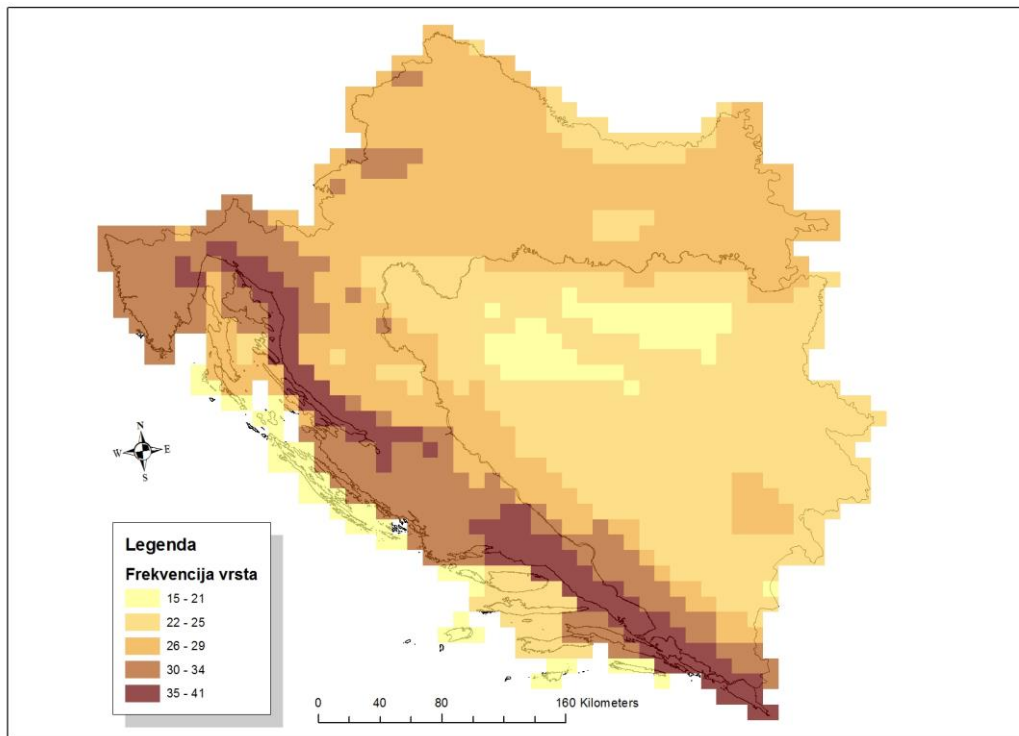 N
W E
S
Legenda
Frekvencija vrsta
15 - 21
22 - 25
26 - 29
30 - 34
35 - 41
0 40 80 160 Kilometers